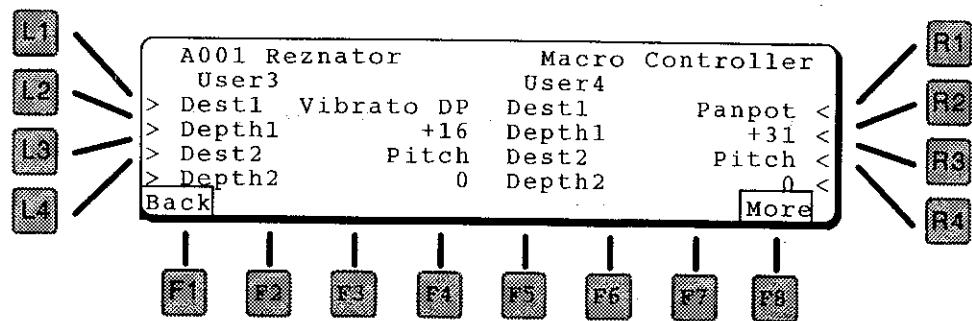 A001 Reznator Macro Controller
User3 User4
> Dest1 Vibrato DP Dest1 Panpot <
> Depth1 +16 Depth1 +31 <
> Dest2 Pitch Dest2 Pitch <
> Depth2 0 Depth2 0 <
Back More
L1
L2
L3
L4
R1
R2
R3
R4
F1 F2 F3 F4 F5 F6 F7 F8